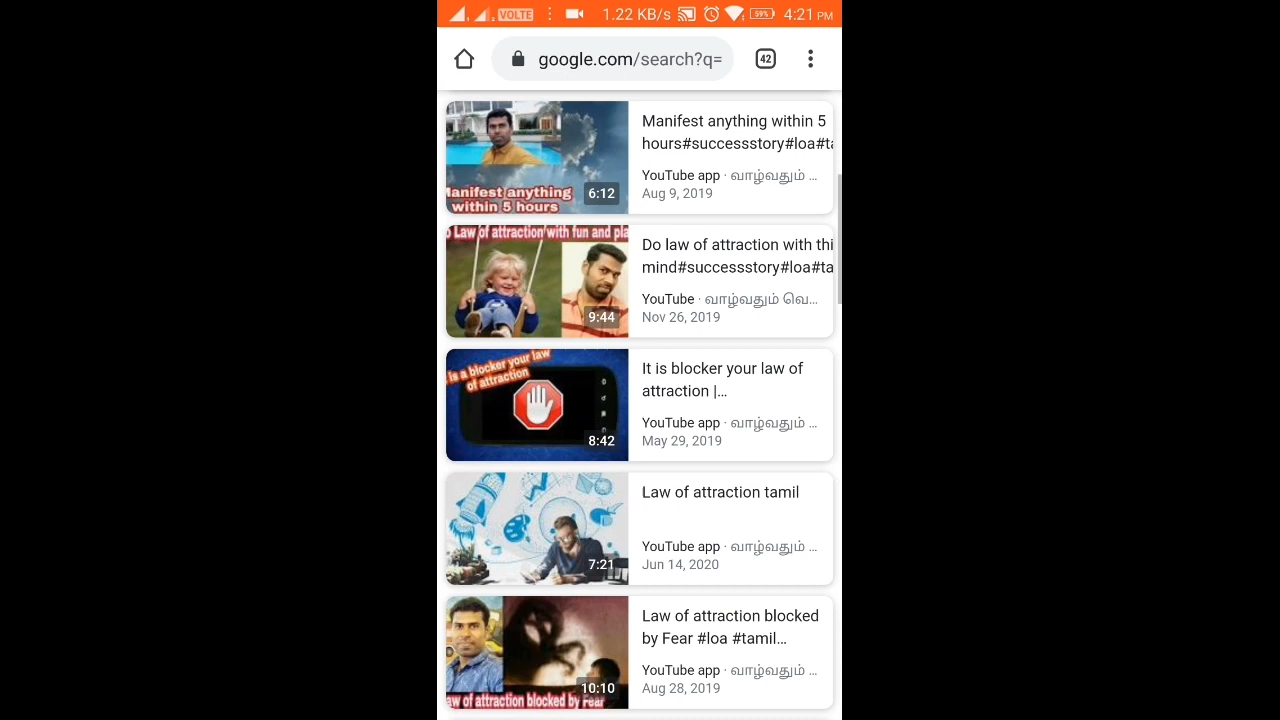 VOLTE 1.22 KB/s 59% 4:21 PM
google.com/search?q= 42
Manifest anything within 5
hours#successstory#loa#ta
YouTube app · வாழ்வதும் ...
Aug 9, 2019
Manifest anything
within 5 hours
6:12
Law of attraction with fun and pla
Do law of attraction with thi
mind#successstory#loa#ta
YouTube · வாழ்வதும் வெ...
Nov 26, 2019
9:44
is a blocker your law
of attraction
It is blocker your law of
attraction |...
YouTube app · வாழ்வதும் ...
May 29, 2019
8:42
Law of attraction tamil
YouTube app · வாழ்வதும் ...
Jun 14, 2020
7:21
Law of attraction blocked
by Fear #loa #tamil...
YouTube app · வாழ்வதும் ...
Aug 28, 2019
10:10
aw of attraction blocked by Fear